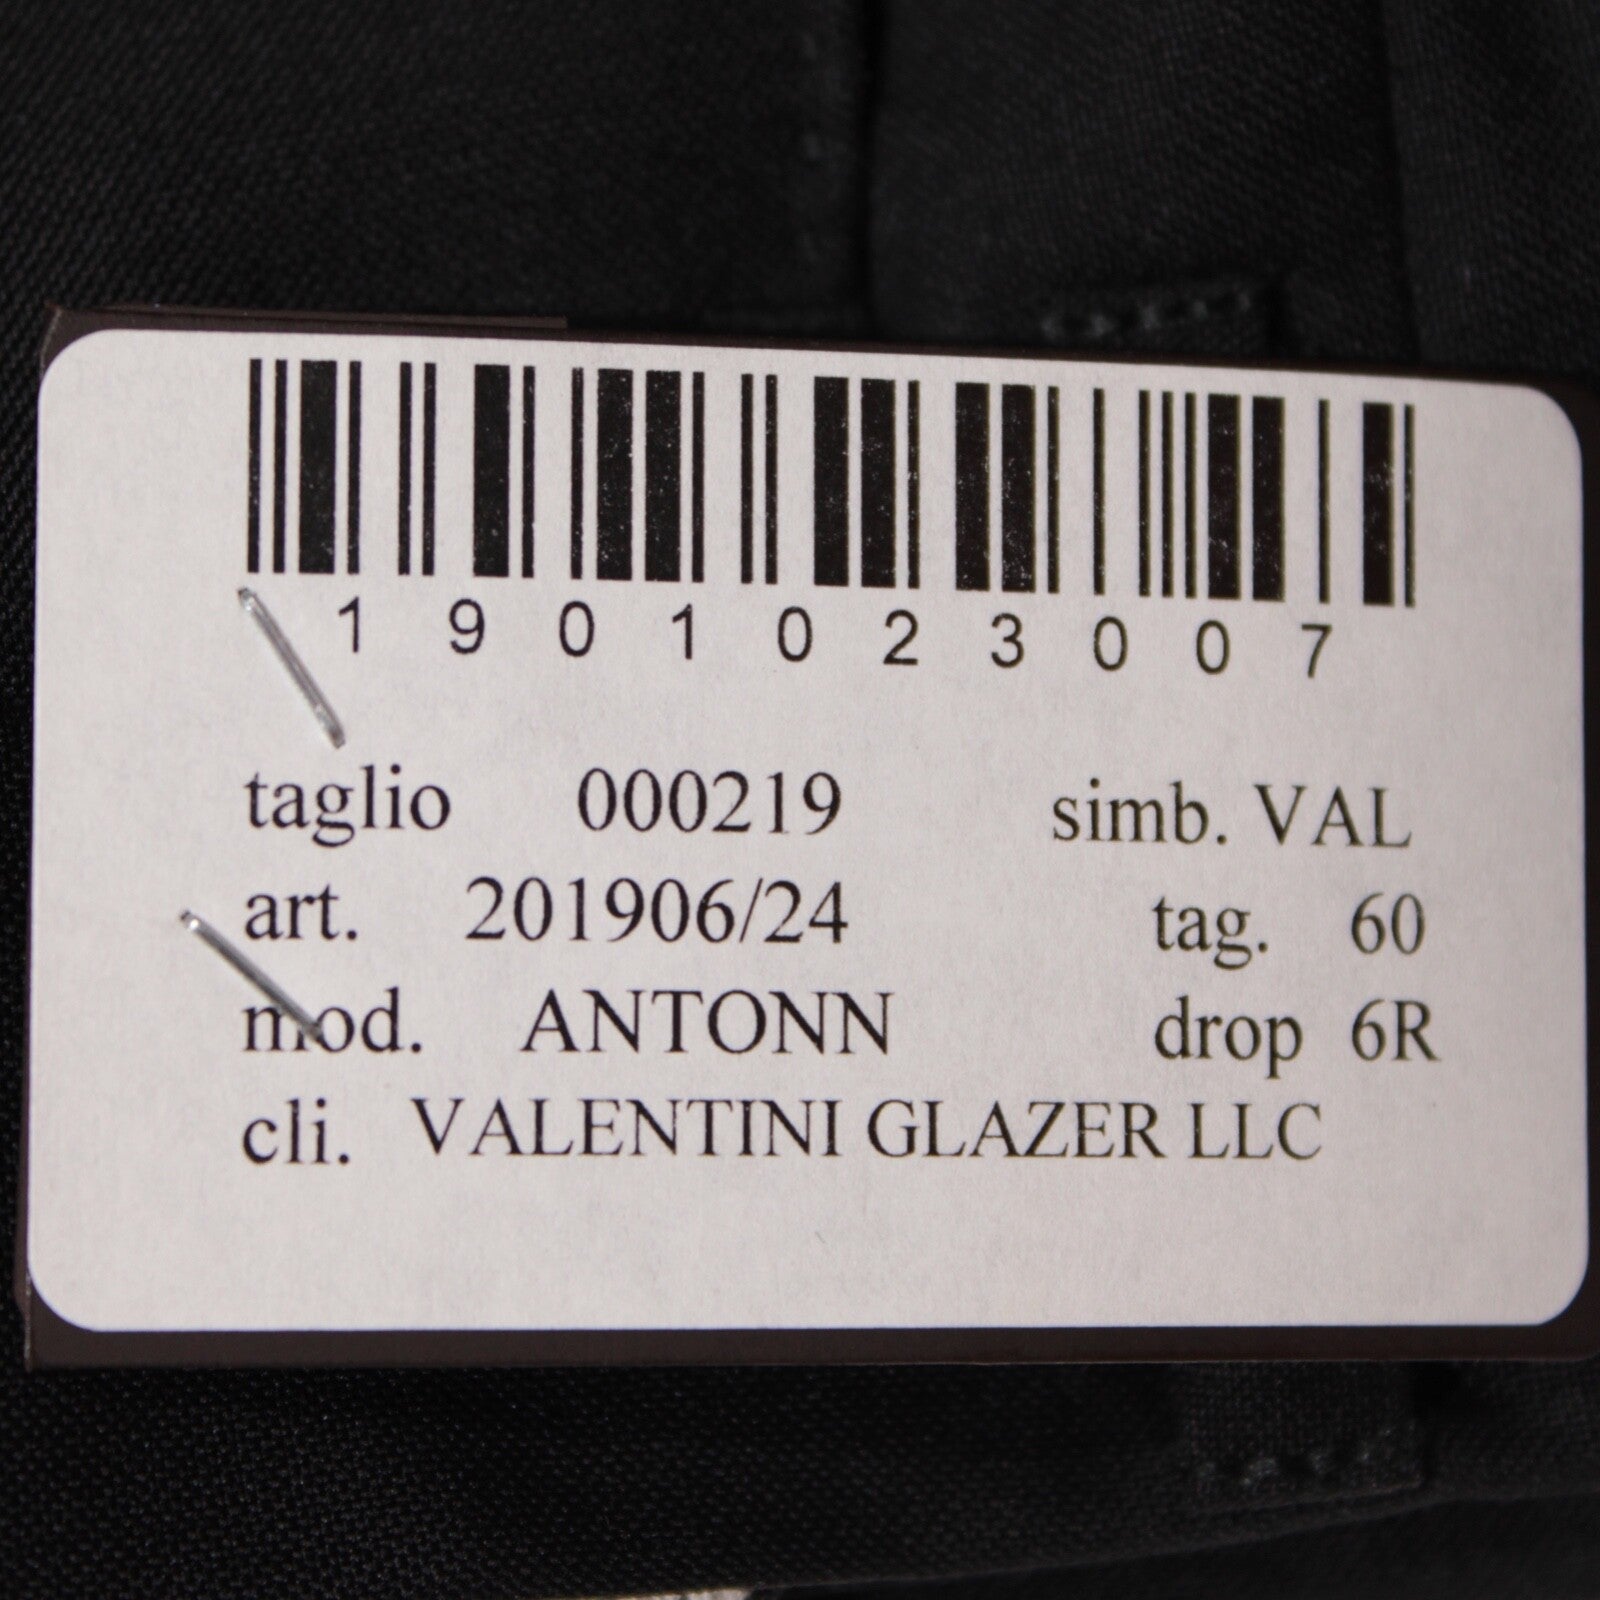 1901023007
taglio 000219 simb. VAL
art. 201906/24 tag. 60
mod. ANTONN drop 6R
cli. VALENTINI GLAZER LLC